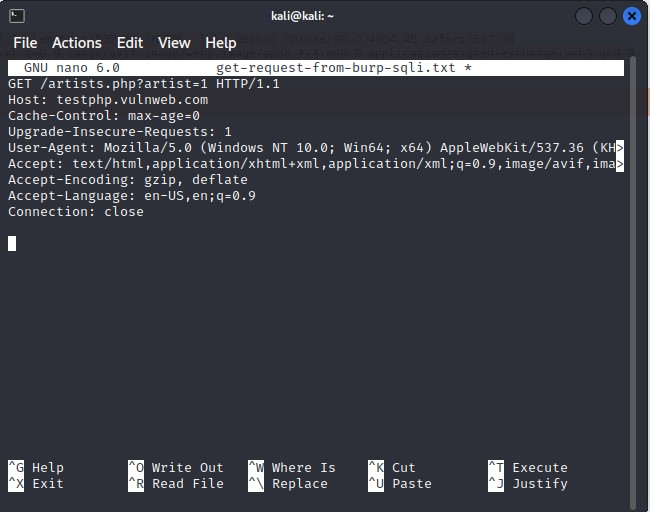 kali@kali: ~
File Actions Edit View Help
GNU nano 6.0 get-request-from-burp-sqli.txt *
GET /artists.php?artist=1 HTTP/1.1
Host: testphp.vulnweb.com
Cache-Control: max-age=0
Upgrade-Insecure-Requests: 1
User-Agent: Mozilla/5.0 (Windows NT 10.0; Win64; x64) AppleWebKit/537.36 (KH>
Accept: text/html,application/xhtml+xml,application/xml;q=0.9,image/avif,ima>
Accept-Encoding: gzip, deflate
Accept-Language: en-US,en;q=0.9
Connection: close
^G Help ^O Write Out ^W Where Is ^K Cut ^T Execute
^X Exit ^R Read File ^\ Replace ^U Paste ^J Justify